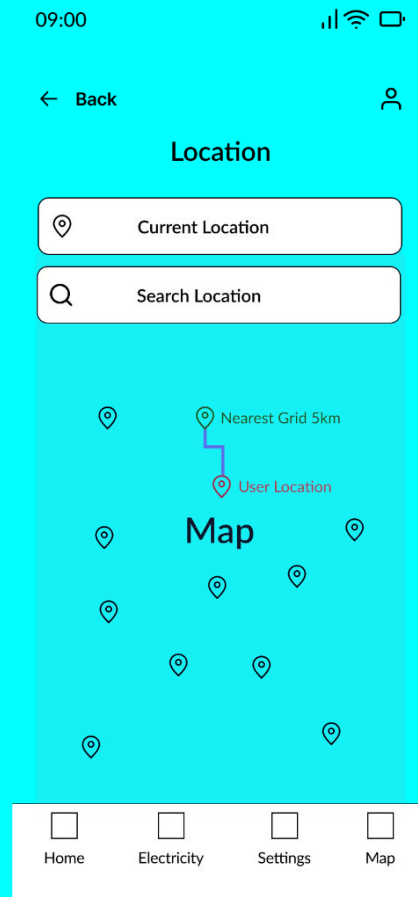 09:00
Back
Location
Current Location
Search Location
Nearest Grid 5km
User Location
Map
Home Electricity Settings Map